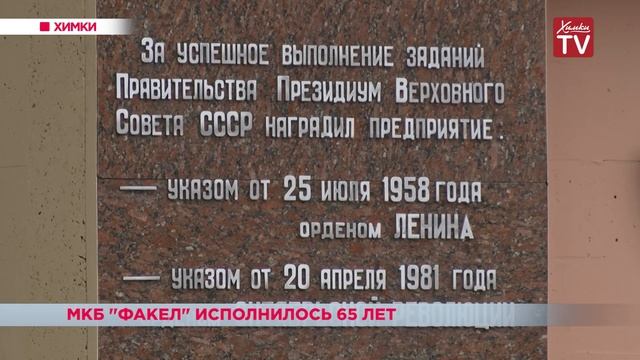 ХИМКИ
Химки
TV
За успешное выполнение заданий
Правительства Президиум Верховного
Совета СССР наградил предприятие.
— указом от 25 июля 1958 года
орденом ЛЕНИНА
— указом от 20 апреля 1981 года
МКБ "ФАКЕЛ" ИСПОЛНИЛОСЬ 65 ЛЕТ